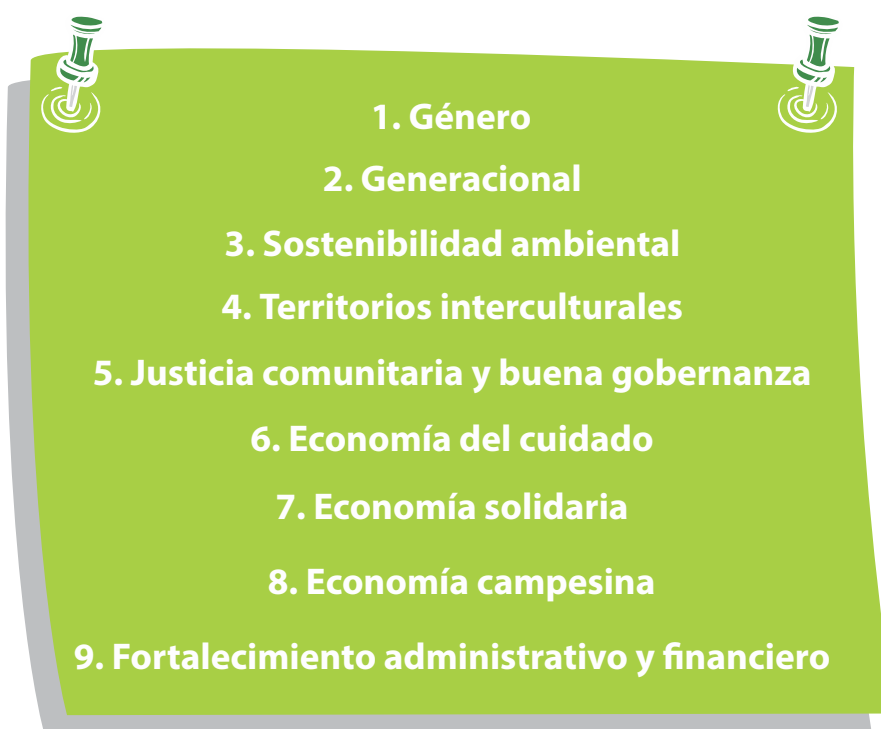 1. Género
2. Generacional
3. Sostenibilidad ambiental
4. Territorios interculturales
5. Justicia comunitaria y buena gobernanza
6. Economía del cuidado
7. Economía solidaria
8. Economía campesina
9. Fortalecimiento administrativo y financiero